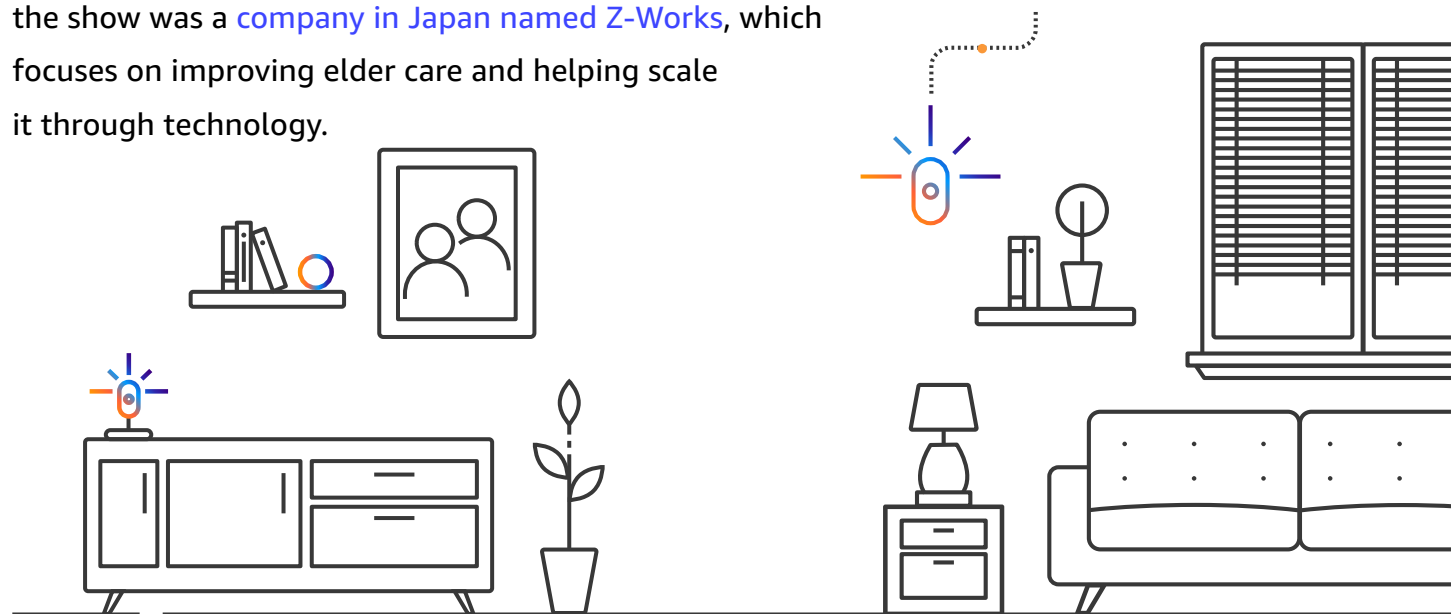 the show was a company in Japan named Z-Works, which
focuses on improving elder care and helping scale
it through technology.